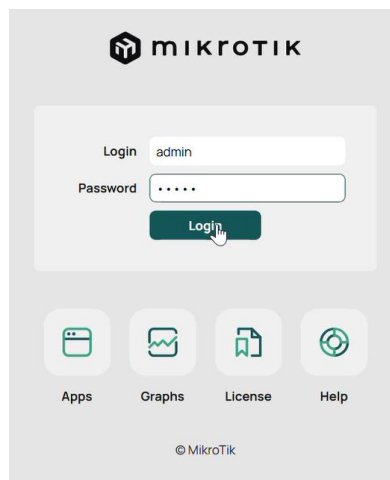 mikrotik
Login admin
Password •••••
Login
Apps Graphs License Help
© MikroTik